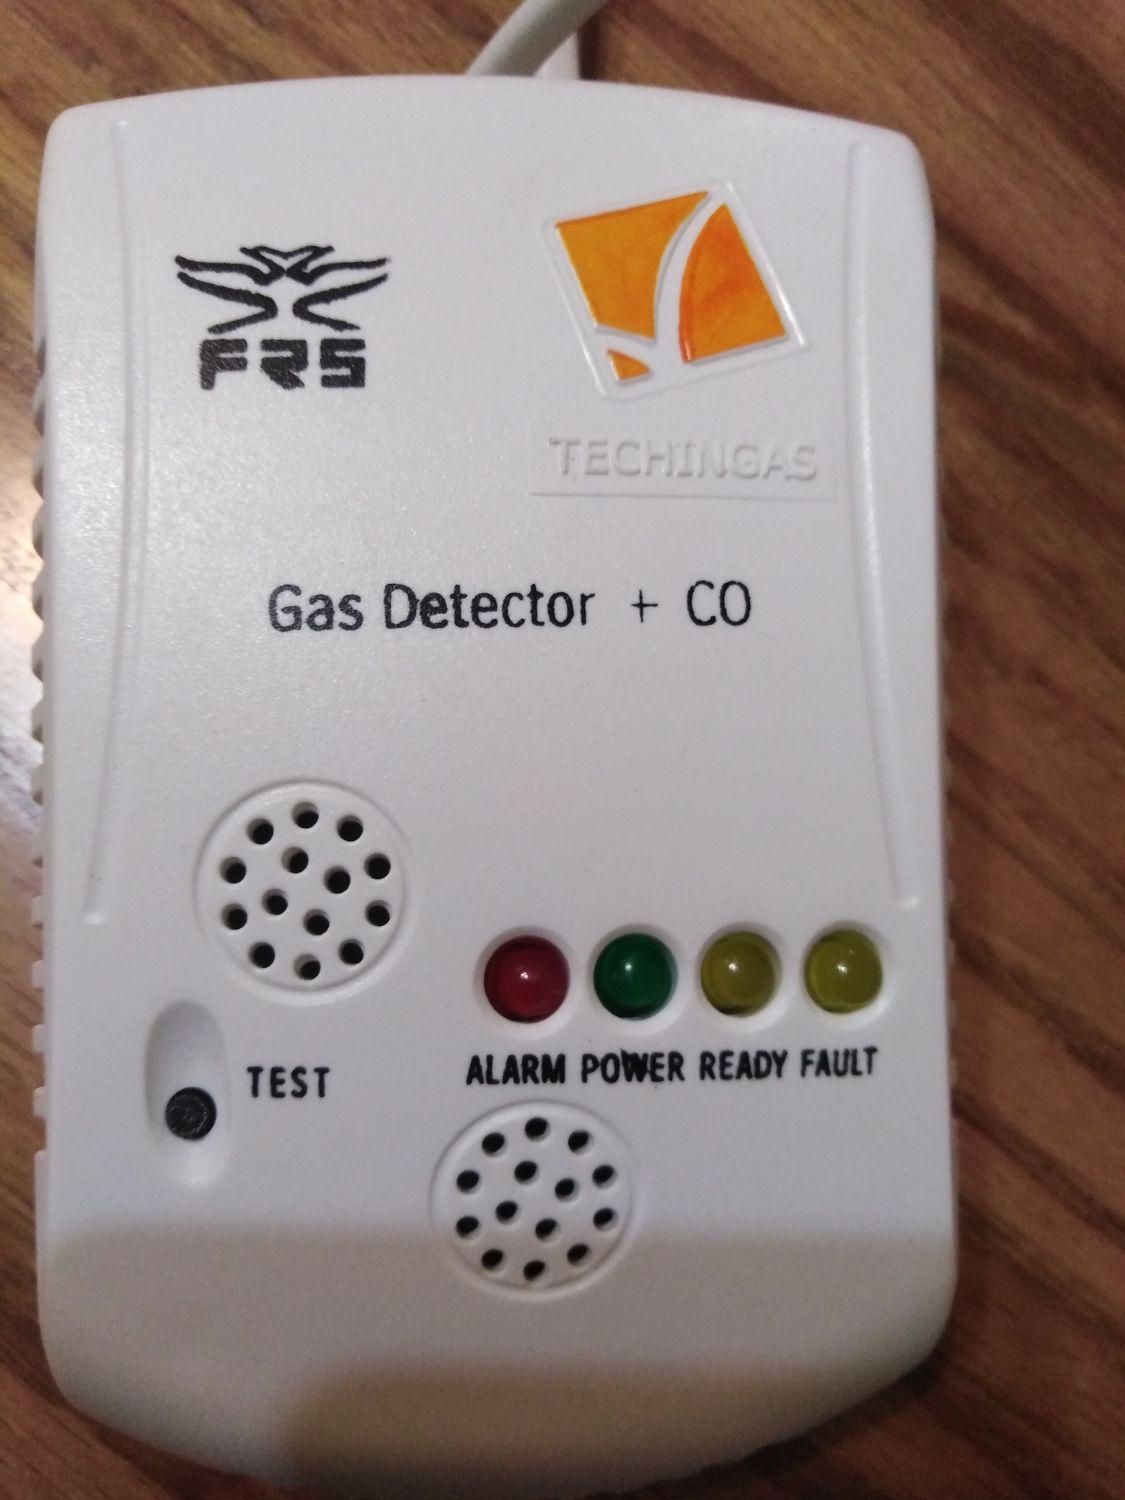 FRS
TECHINGAS
Gas Detector + CO
TEST
ALARM POWER READY FAULT